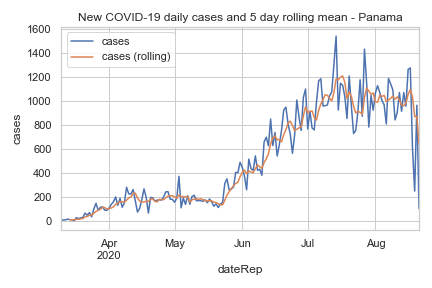 New COVID-19 daily cases and 5 day rolling mean - Panama
1600
1400
1200
1000
800
600
400
200
0
cases
cases
cases (rolling)
Apr
2020
May
Jun
Jul
Aug
dateRep